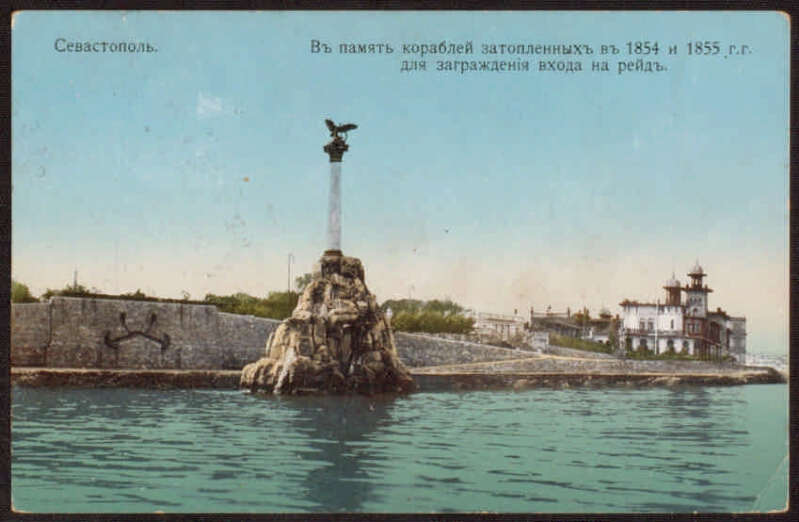 Севастополь.
Въ память кораблей затопленныхъ въ 1854 и 1855 г.г.
для загражденія входа на рейдъ.